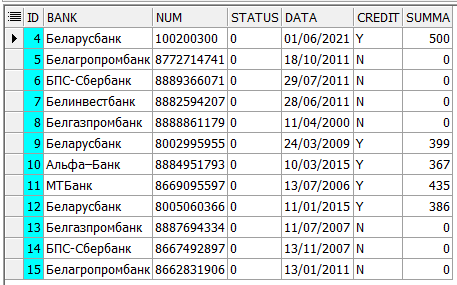 ID BANK NUM STATUS DATA CREDIT SUMMA
4 Беларусбанк 100200300 0 01/06/2021 Y 500
5 Белагропромбанк 8772714741 0 18/10/2011 N 0
6 БПС-Сбербанк 8889366071 0 29/07/2011 N 0
7 Белинвестбанк 8882594207 0 28/06/2011 N 0
8 Белгазпромбанк 8888861179 0 11/04/2000 N 0
9 Беларусбанк 8002995955 0 24/03/2009 Y 399
10 Альфа–Банк 8884951793 0 10/03/2015 Y 367
11 МТБанк 8669095597 0 13/07/2006 Y 435
12 Беларусбанк 8005060366 0 11/01/2015 Y 386
13 Белгазпромбанк 8887694334 0 11/07/2007 N 0
14 БПС-Сбербанк 8667492897 0 13/11/2007 N 0
15 Белагропромбанк 8662831906 0 13/01/2011 N 0